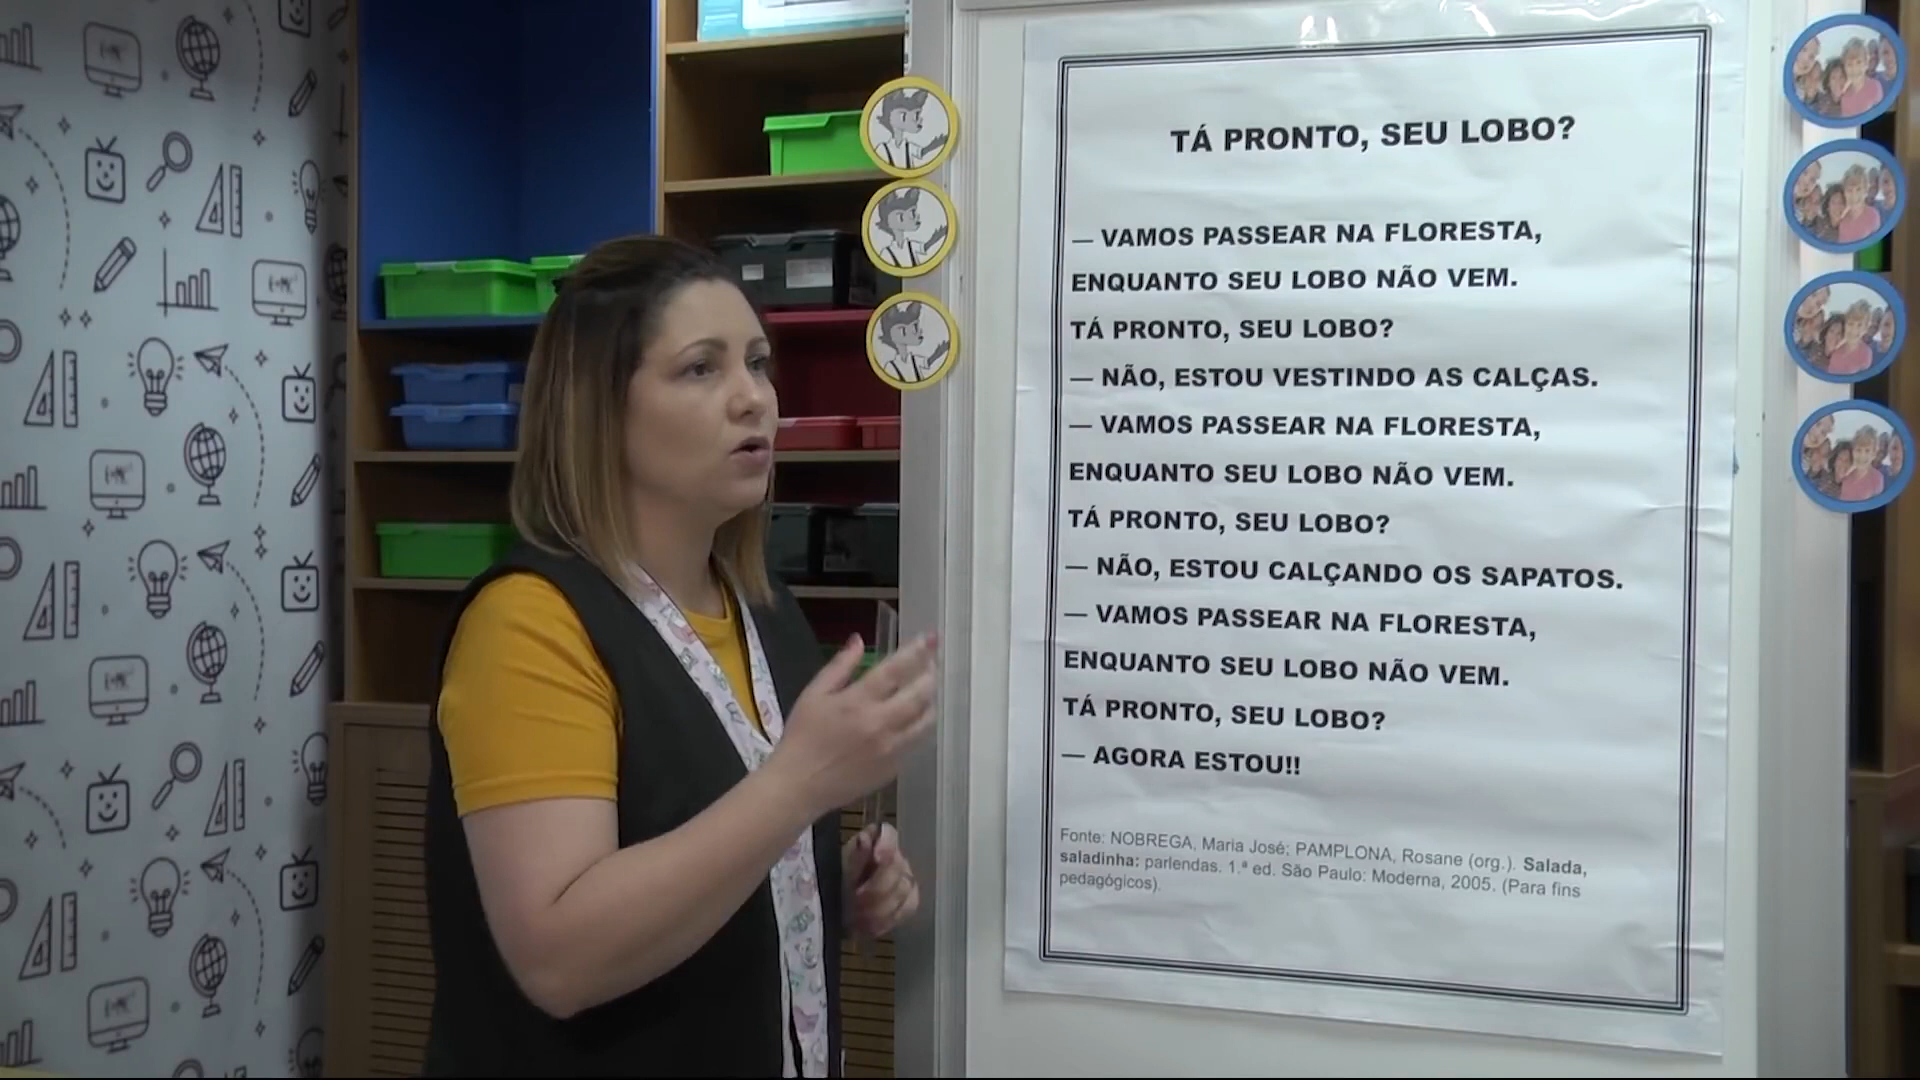 TÁ PRONTO, SEU LOBO?
— VAMOS PASSEAR NA FLORESTA,
ENQUANTO SEU LOBO NÃO VEM.
TÁ PRONTO, SEU LOBO?
— NÃO, ESTOU VESTINDO AS CALÇAS.
— VAMOS PASSEAR NA FLORESTA,
ENQUANTO SEU LOBO NÃO VEM.
TÁ PRONTO, SEU LOBO?
— NÃO, ESTOU CALÇANDO OS SAPATOS.
— VAMOS PASSEAR NA FLORESTA,
ENQUANTO SEU LOBO NÃO VEM.
TÁ PRONTO, SEU LOBO?
— AGORA ESTOU!!
Fonte: NOBREGA, Maria José; PAMPLONA, Rosane (org.). Salada,
saladinha: parlendas. 1.ª ed. São Paulo: Moderna, 2005. (Para fins
pedagógicos).